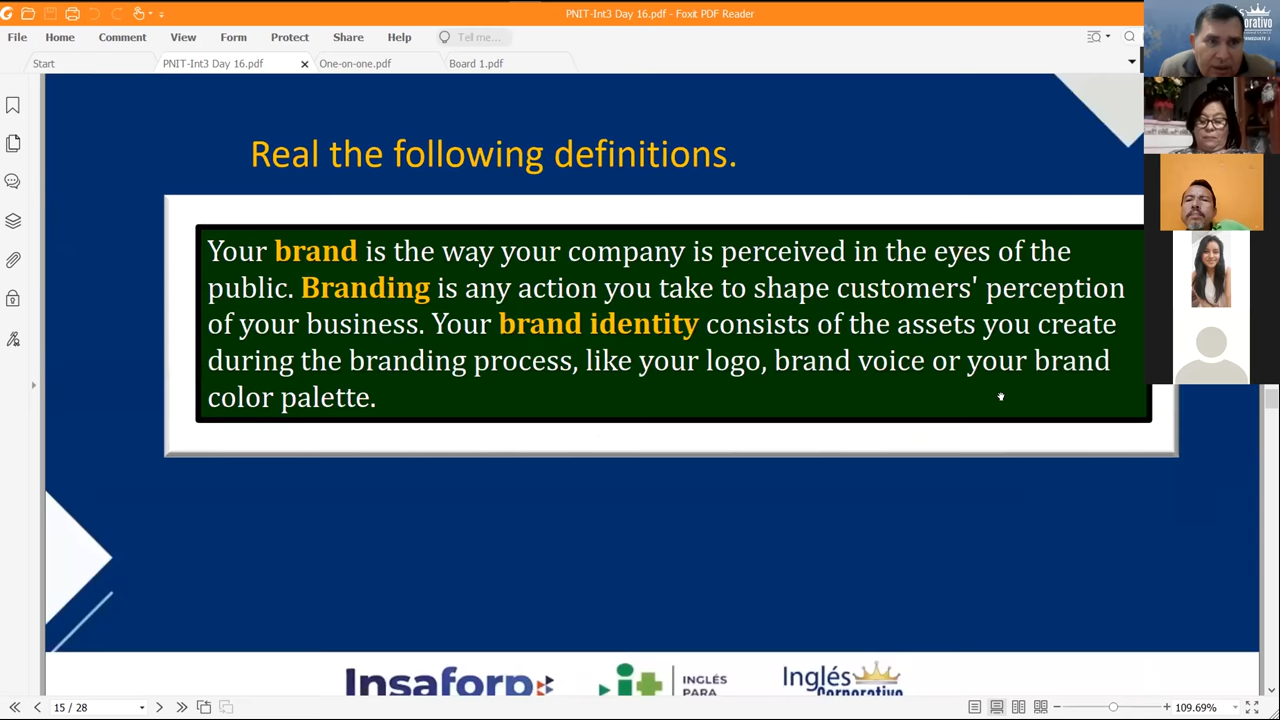 PNIT-Int3 Day 16.pdf - Foxit PDF Reader
File Home Comment View Form Protect Share Help Tell me...
Start PNIT-Int3 Day 16.pdf One-on-one.pdf Board 1.pdf
Real the following definitions.
Your brand is the way your company is perceived in the eyes of the
public. Branding is any action you take to shape customers' perception
of your business. Your brand identity consists of the assets you create
during the branding process, like your logo, brand voice or your brand
color palette.
Insaforp it+ INGLÉS PARA Inglés Corporativo
15 / 28 109.69%